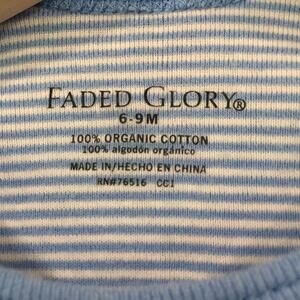 FADED GLORY®
6-9M
100% ORGANIC COTTON
100% algodón orgánico
MADE IN/HECHO EN CHINA
RN#76516 CC1